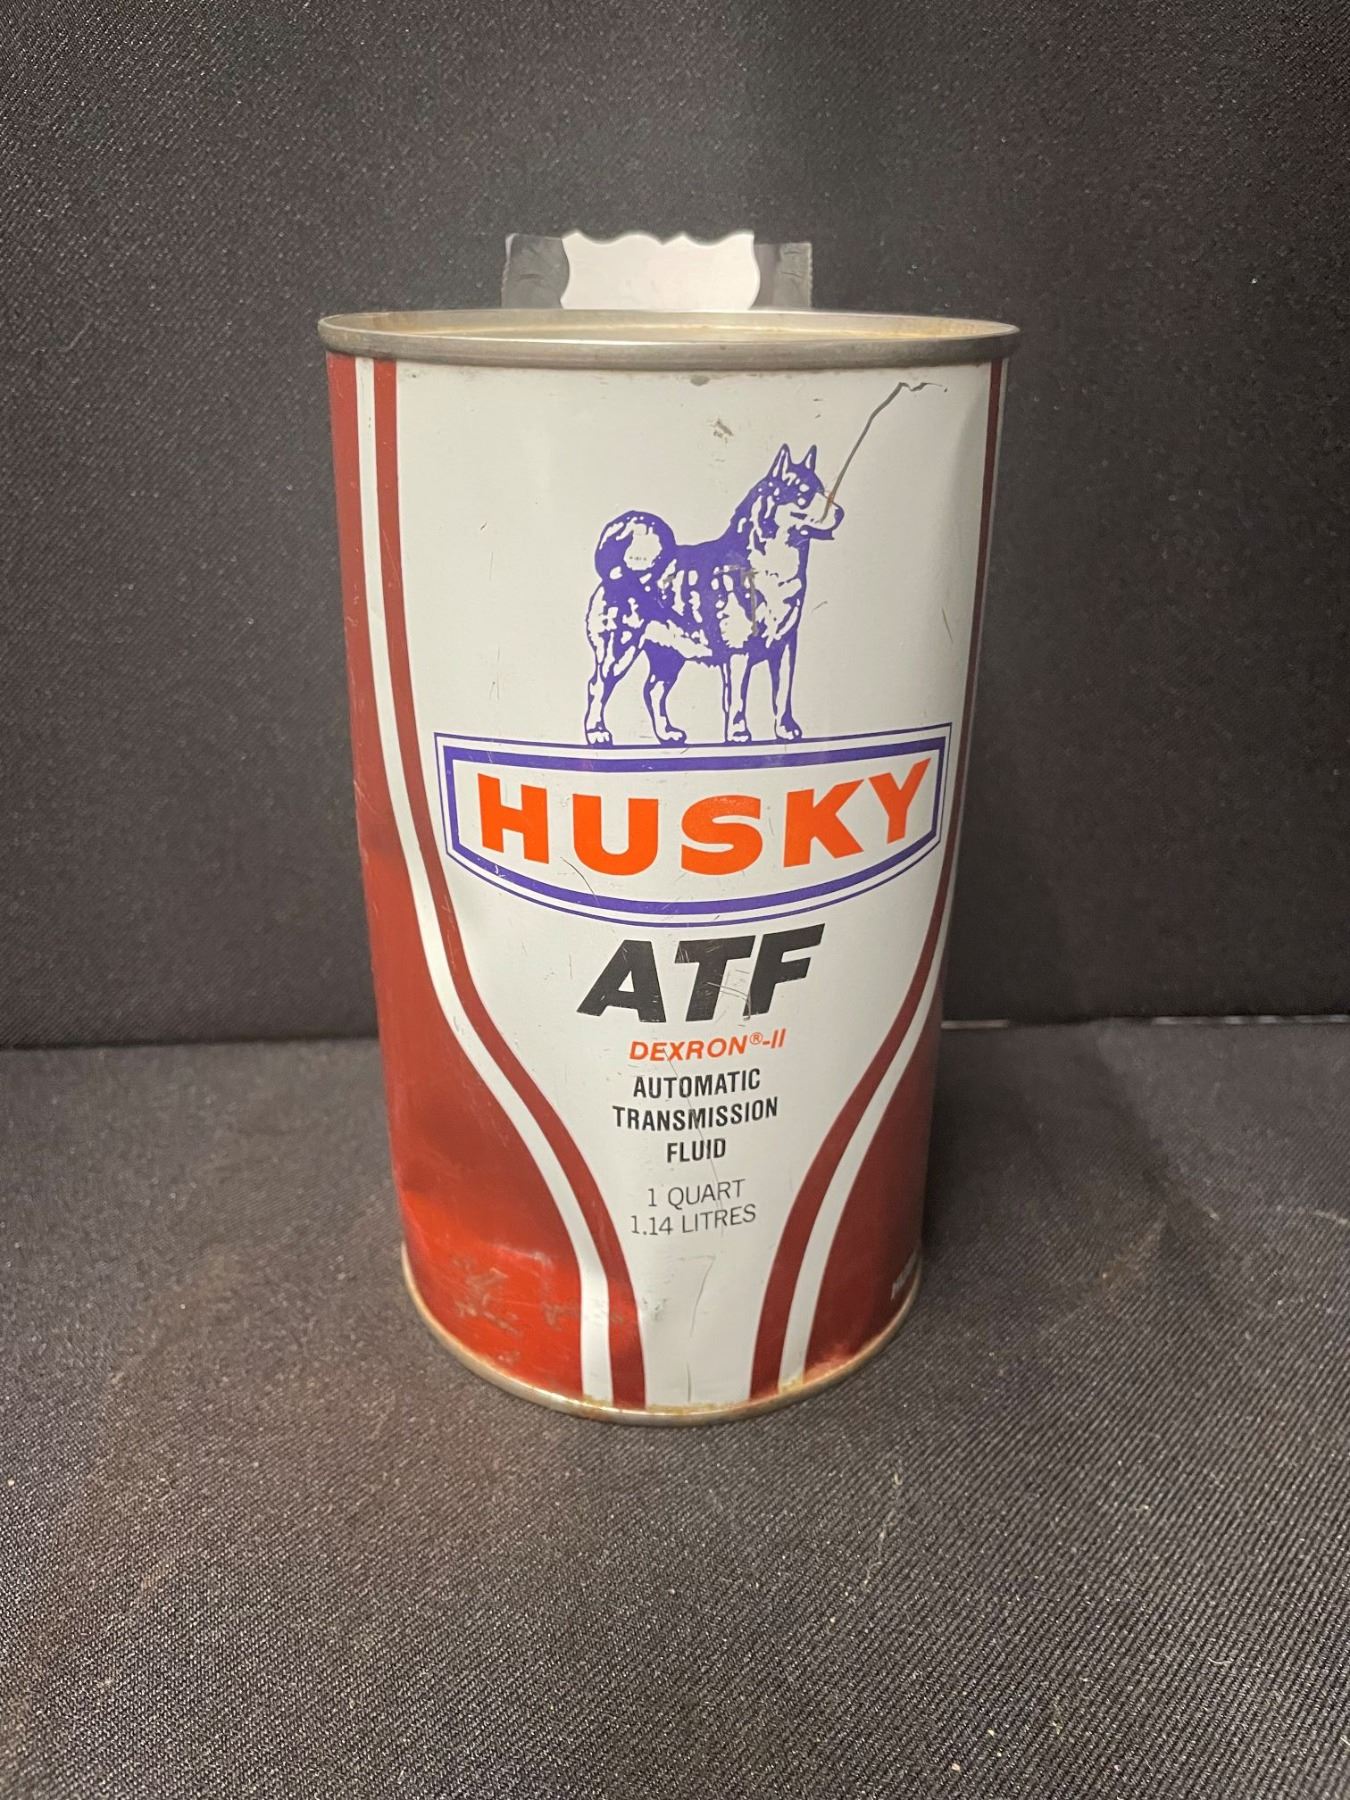 HUSKY
ATF
DEXRON®-II
AUTOMATIC
TRANSMISSION
FLUID
1 QUART
1.14 LITRES